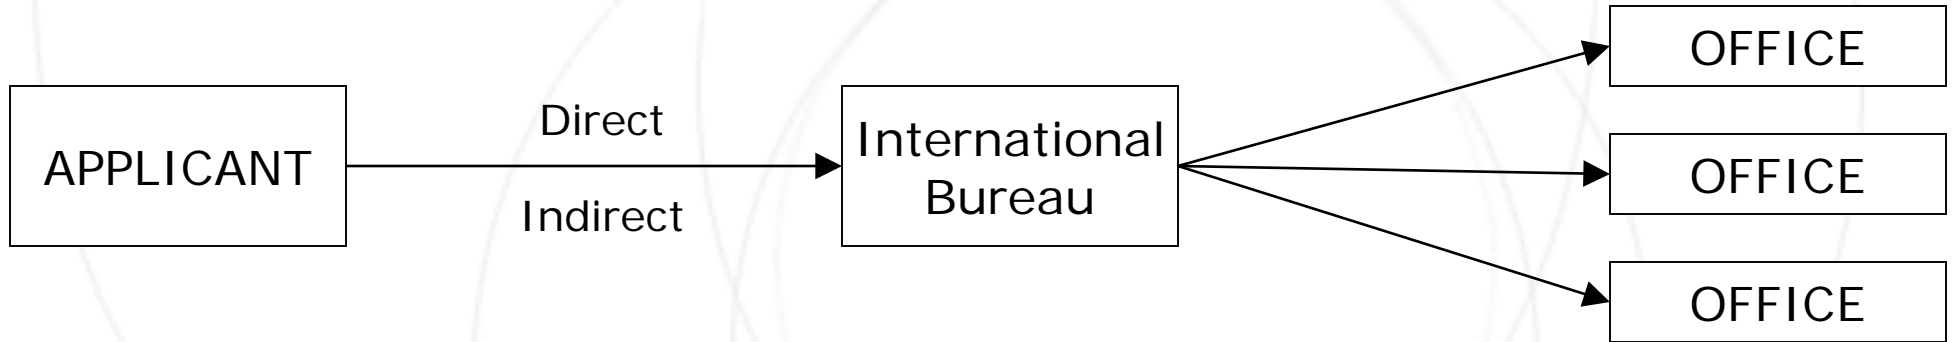 APPLICANT
Direct
Indirect
International
Bureau
OFFICE
OFFICE
OFFICE